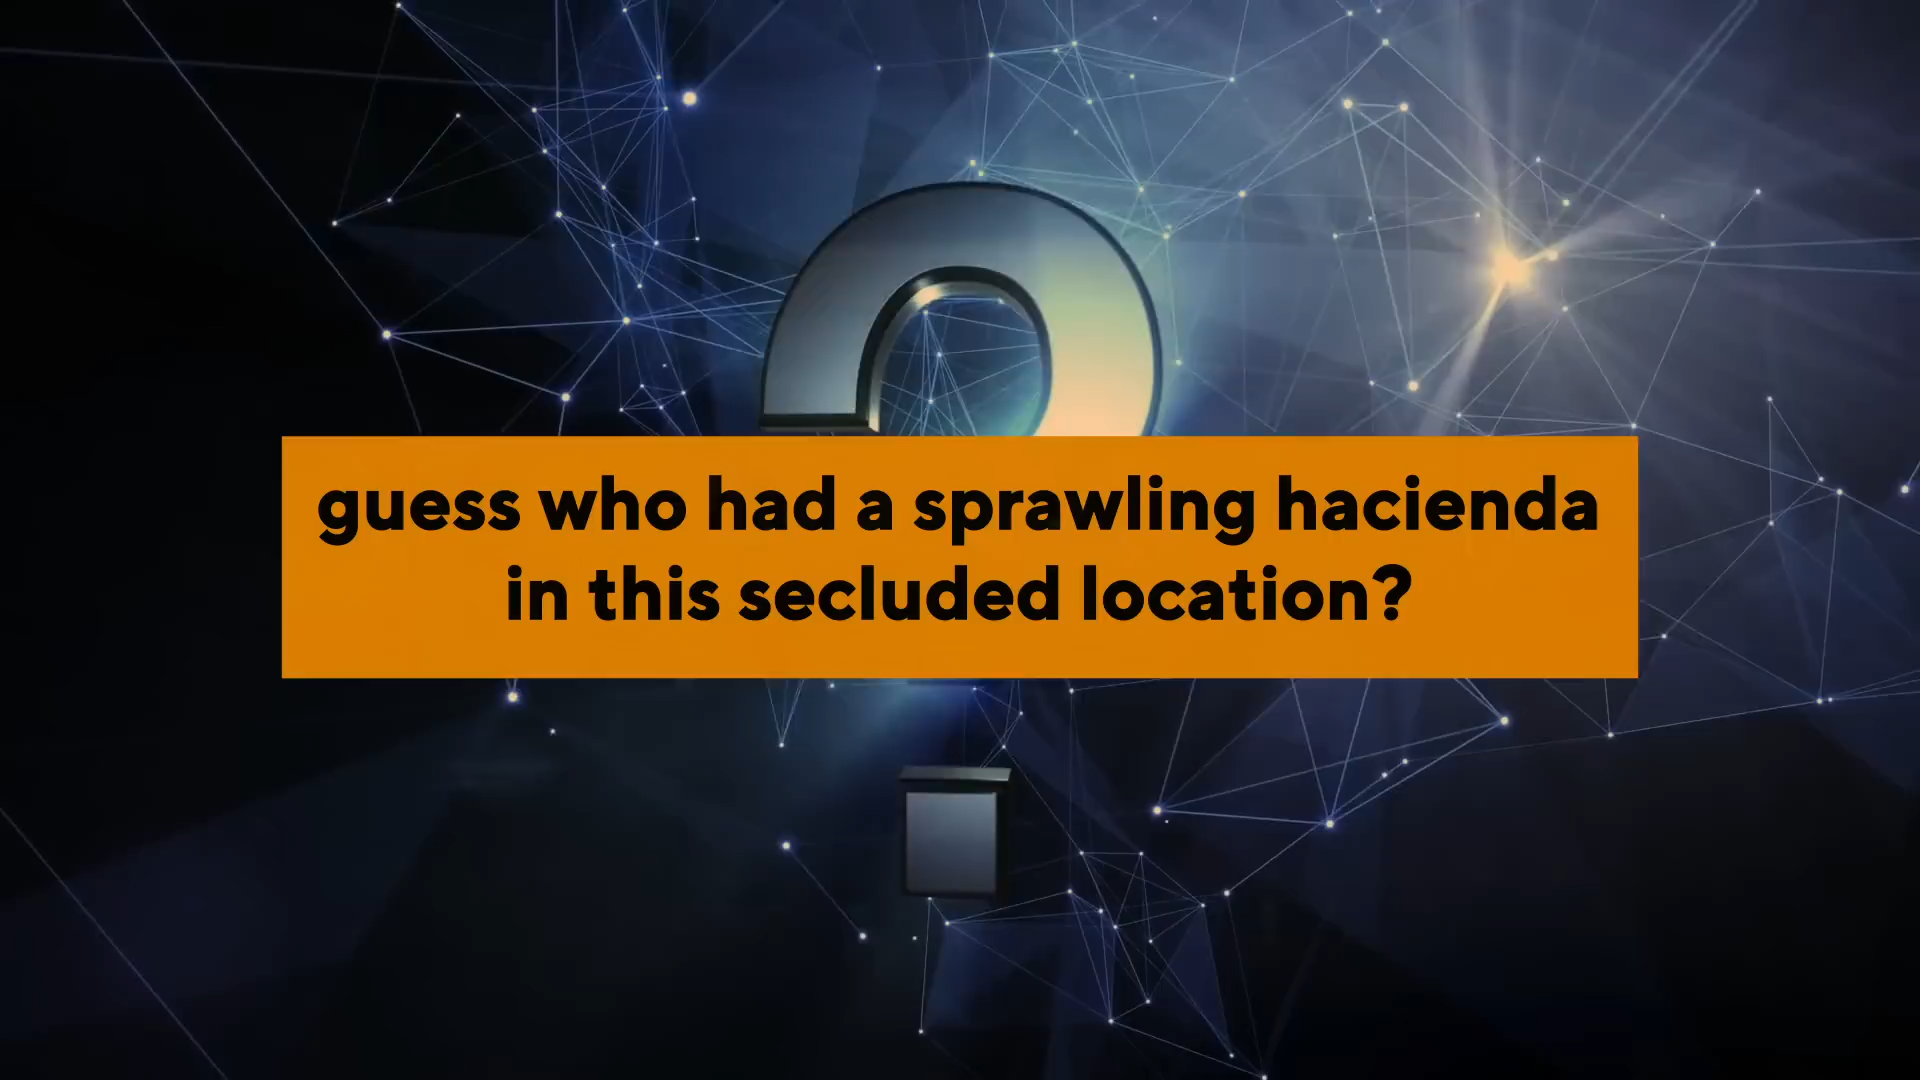 guess who had a sprawling hacienda
in this secluded location?